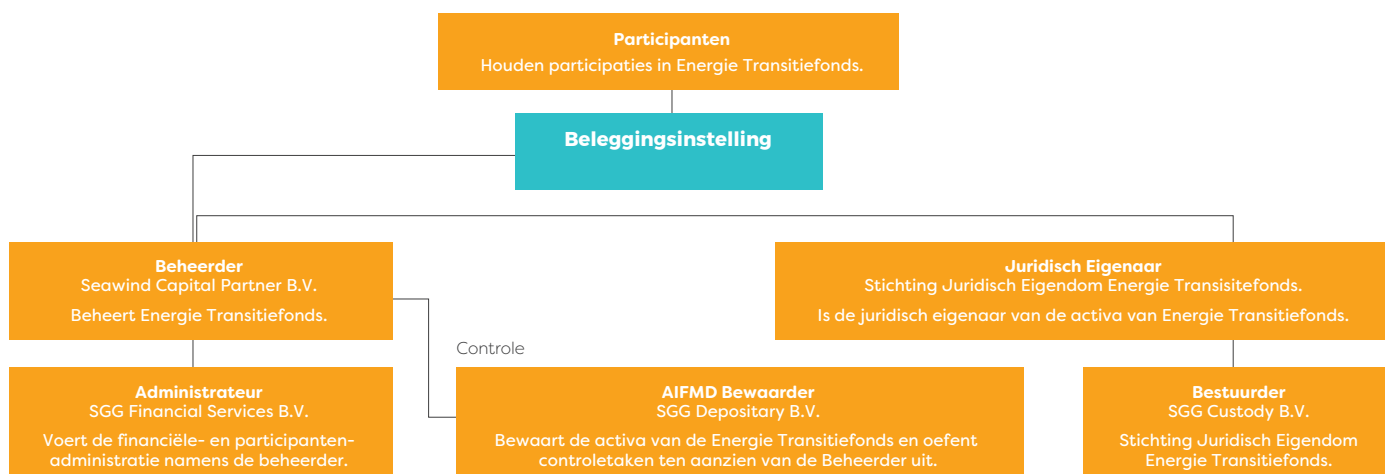 Participanten
Houden participaties in Energie Transitiefonds.
Beleggingsinstelling
Beheerder
Seawind Capital Partner B.V.
Beheert Energie Transitiefonds.
Juridisch Eigenaar
Stichting Juridisch Eigendom Energie Transisitefonds.
Is de juridisch eigenaar van de activa van Energie Transitiefonds.
Controle
Administrateur
SGG Financial Services B.V.
Voert de financiële- en participanten-
administratie namens de beheerder.
AIFMD Bewaarder
SGG Depositary B.V.
Bewaart de activa van de Energie Transitiefonds en oefent
controletaken ten aanzien van de Beheerder uit.
Bestuurder
SGG Custody B.V.
Stichting Juridisch Eigendom
Energie Transitiefonds.